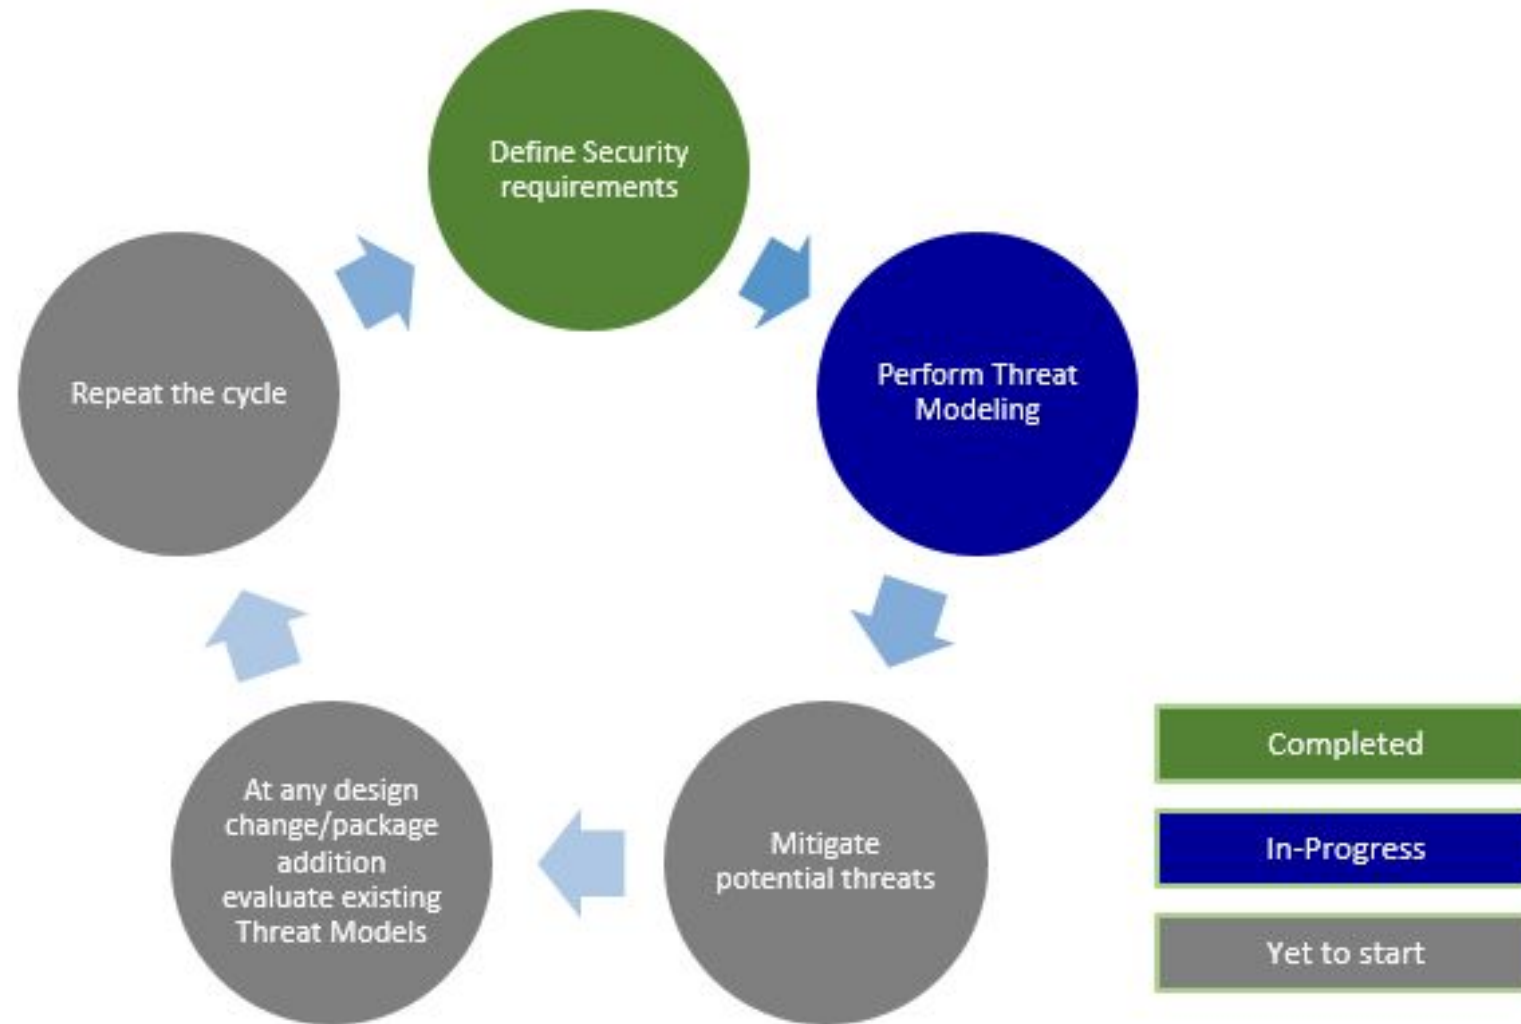 Define Security
requirements
Perform Threat
Modeling
Mitigate
potential threats
At any design
change/package
addition
evaluate existing
Threat Models
Repeat the cycle
Completed
In-Progress
Yet to start